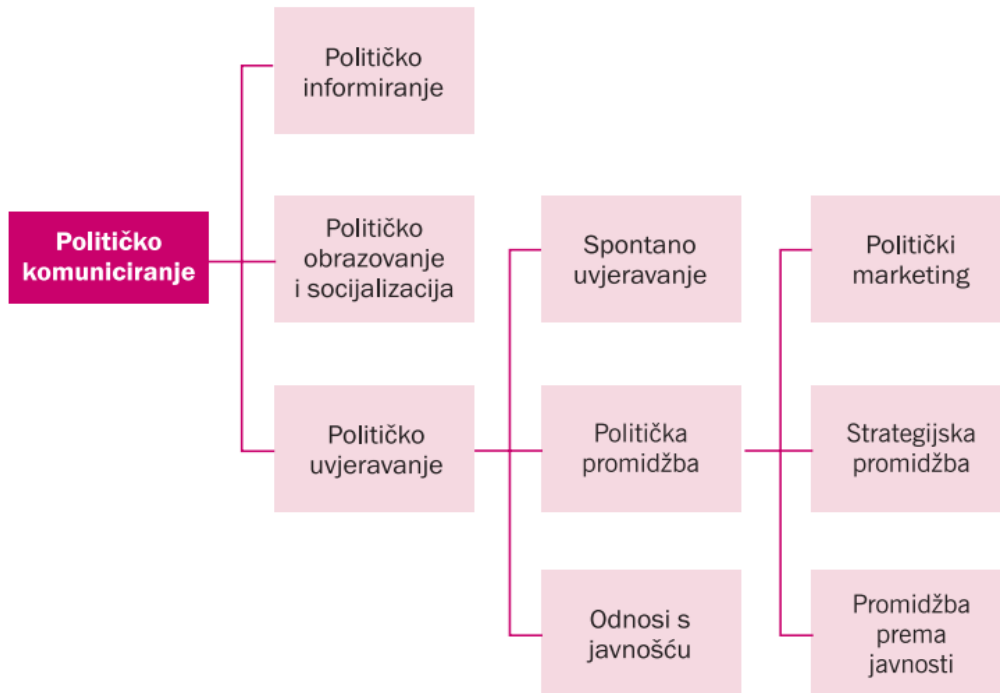 Političko
informiranje
Političko
komuniciranje
Političko
obrazovanje
i socijalizacija
Spontano
uvjeravanje
Politički
marketing
Političko
uvjeravanje
Politička
promidžba
Strategijska
promidžba
Odnosi s
javnošću
Promidžba
prema
javnosti